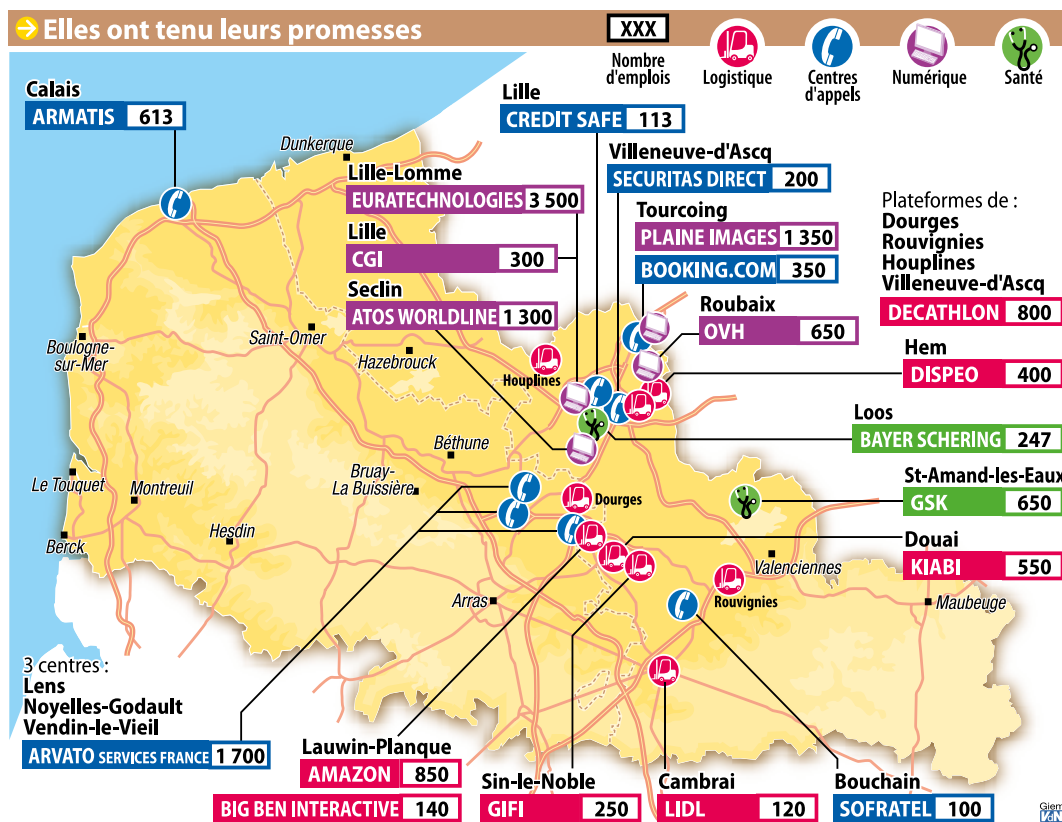 Elles ont tenu leurs promesses
XXX
Nombre
d'emplois
Logistique
Centres
d'appels
Numérique
Santé
Calais
ARMATIS 613
Lille
CREDIT SAFE 113
Dunkerque
Villeneuve-d'Ascq
SECURITAS DIRECT 200
Lille-Lomme
EURATECHNOLOGIES 3 500
Plateformes de :
Dourges
Rouvignies
Houplines
Villeneuve-d'Ascq
DECATHLON 800
Tourcoing
PLAINE IMAGES 1 350
BOOKING.COM 350
Lille
CGI 300
Seclin
ATOS WORLDLINE 1 300
Roubaix
OVH 650
Boulogne-
sur-Mer
Saint-Omer
Hazebrouck
Houplines
Hem
DISPEO 400
Loos
BAYER SCHERING 247
Béthune
Le Touquet
Montreuil
Bruay-
La Buissière
St-Amand-les-Eaux
GSK 650
Dourges
Berck
Hesdin
Douai
KIABI 550
Valenciennes
Arras
Rouvignies
Maubeuge
3 centres :
Lens
Noyelles-Godault
Vendin-le-Vieil
ARVATO SERVICES FRANCE 1 700
Lauwin-Planque
AMAZON 850
BIG BEN INTERACTIVE 140
Sin-le-Noble
GIFI 250
Cambrai
LIDL 120
Bouchain
SOFRATEL 100